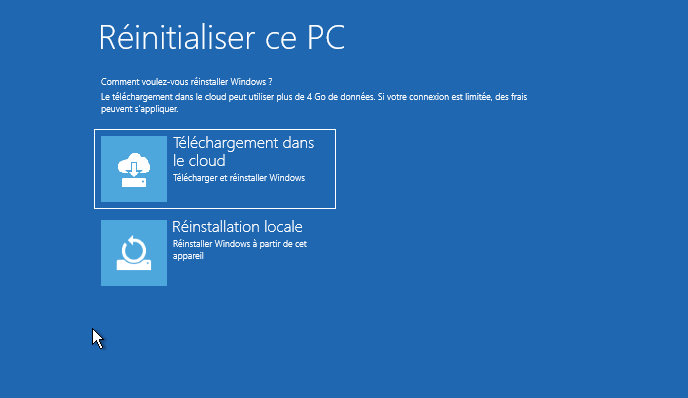 Réinitialiser ce PC
Comment voulez-vous réinstaller Windows ?
Le téléchargement dans le cloud peut utiliser plus de 4 Go de données. Si votre connexion est limitée, des frais
peuvent s'appliquer.
Téléchargement dans
le cloud
Télécharger et réinstaller Windows
Réinstallation locale
Réinstaller Windows à partir de cet
appareil